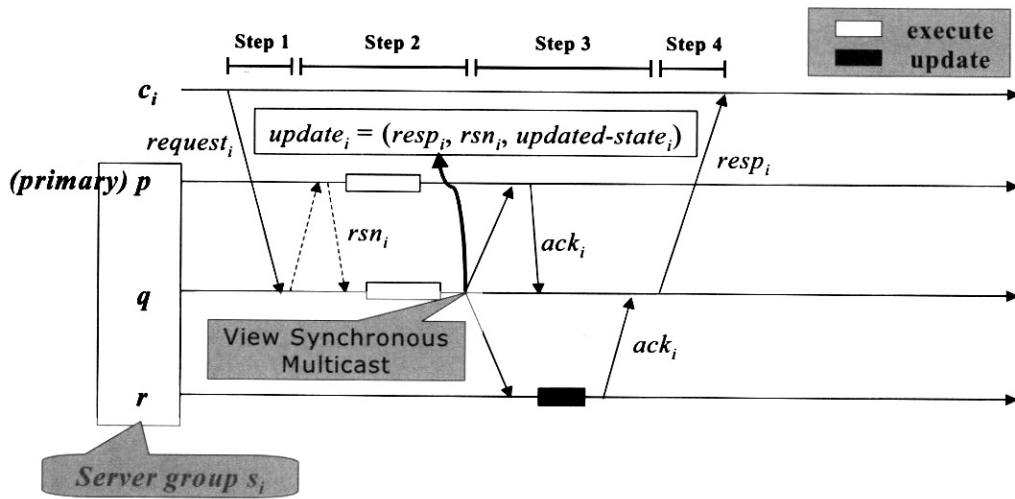 Step 1 Step 2 Step 3 Step 4
execute
update
c_i
request_i
update_i = (resp_i, rsn_i, updated-state_i)
resp_i
(primary) p
rsn_i
ack_i
q
View Synchronous
Multicast
ack_i
r
Server group s_i